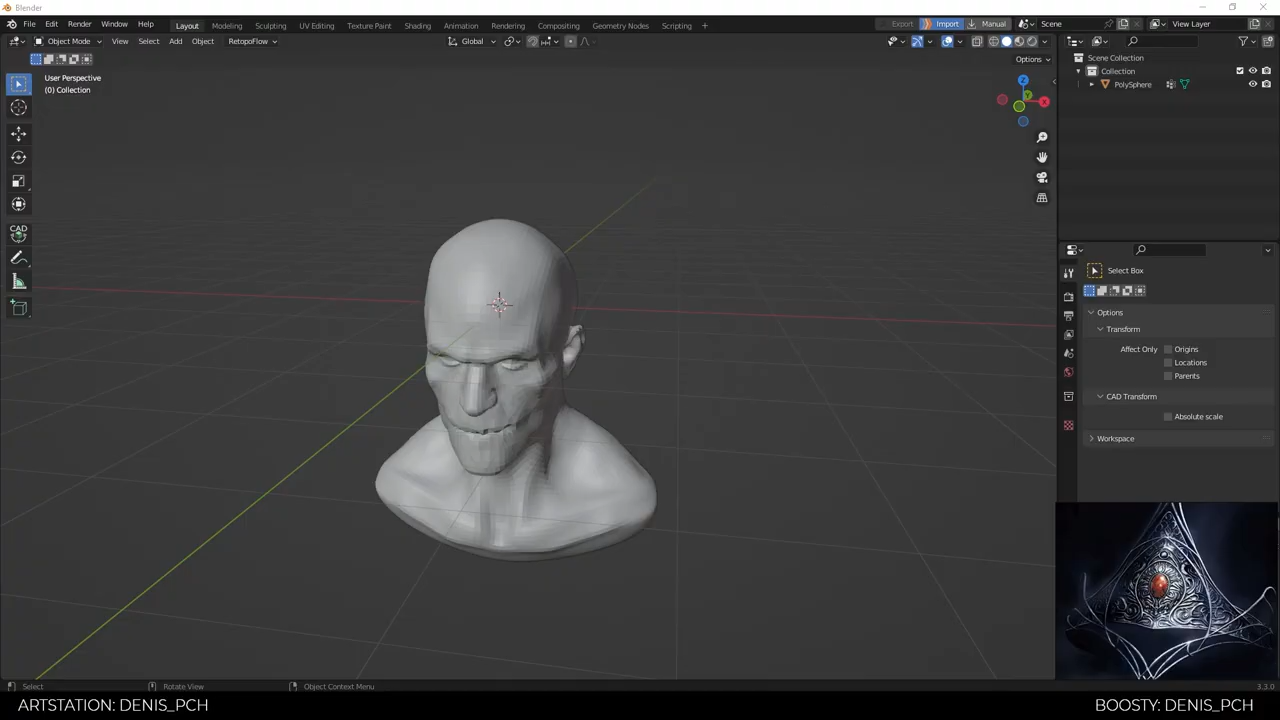 Blender
File Edit Render Window Help Layout Modeling Sculpting UV Editing Texture Paint Shading Animation Rendering Compositing Geometry Nodes Scripting + Export Import Manual Scene View Layer
Object Mode View Select Add Object RetopoFlow Global
Options
User Perspective
(0) Collection
Z
Y
X
CAD
Scene Collection
Collection
PolySphere
Select Box
Options
Transform
Affect Only Origins
Locations
Parents
CAD Transform
Absolute scale
Workspace
Select Rotate View Object Context Menu 3.3.0
ARTSTATION: DENIS_PCH BOOSTY: DENIS_PCH